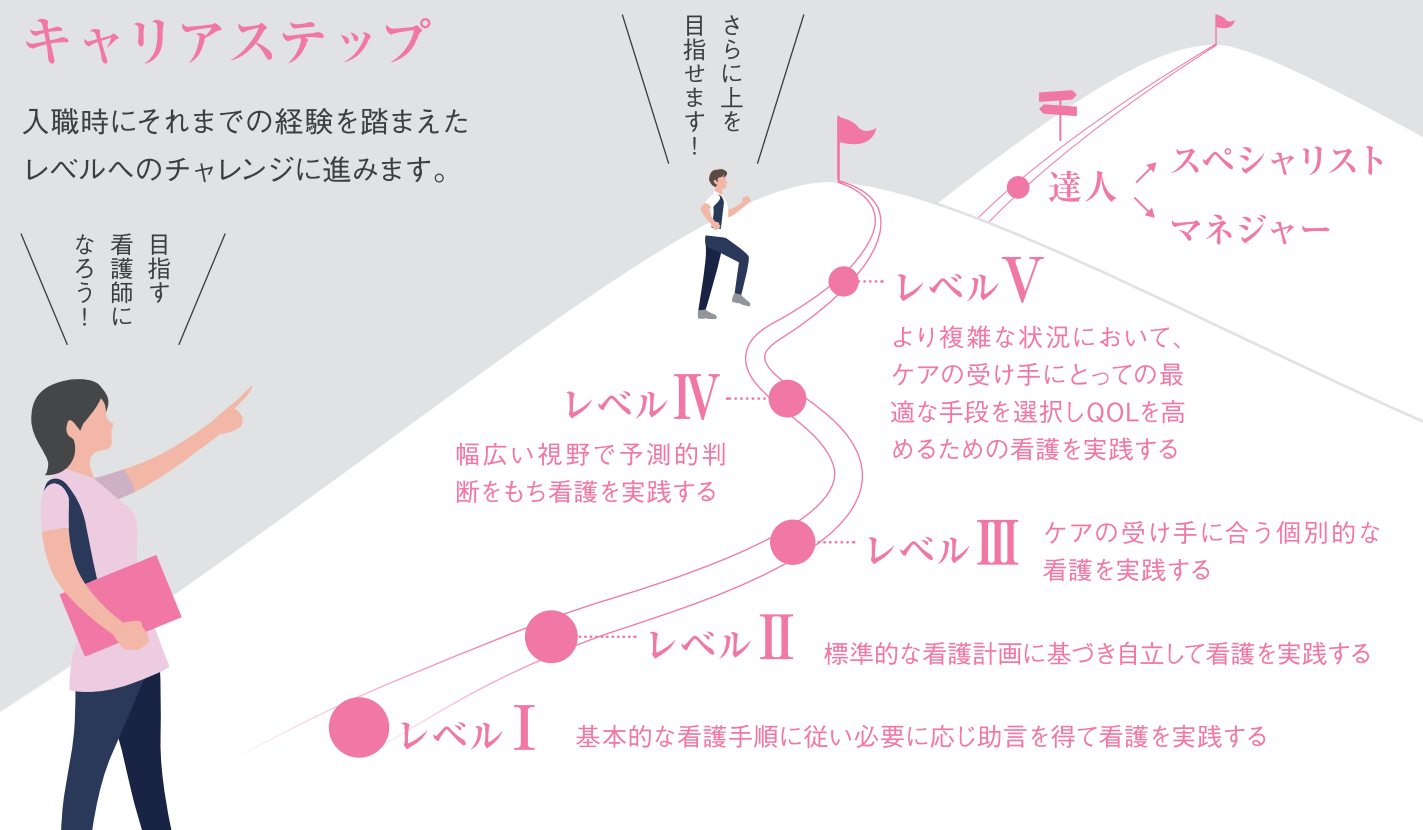 キャリアステップ
入職時にそれまでの経験を踏まえた
レベルへのチャレンジに進みます。
目指す
看護師に
なろう！
さらに上を
目指せます！
達人
スペシャリスト
マネジャー
レベルⅤ
より複雑な状況において、
ケアの受け手にとっての最
適な手段を選択しQOLを高
めるための看護を実践する
レベルⅣ
幅広い視野で予測的判
断をもち看護を実践する
レベルⅢ
ケアの受け手に合う個別的な
看護を実践する
レベルⅡ
標準的な看護計画に基づき自立して看護を実践する
レベルⅠ
基本的な看護手順に従い必要に応じ助言を得て看護を実践する